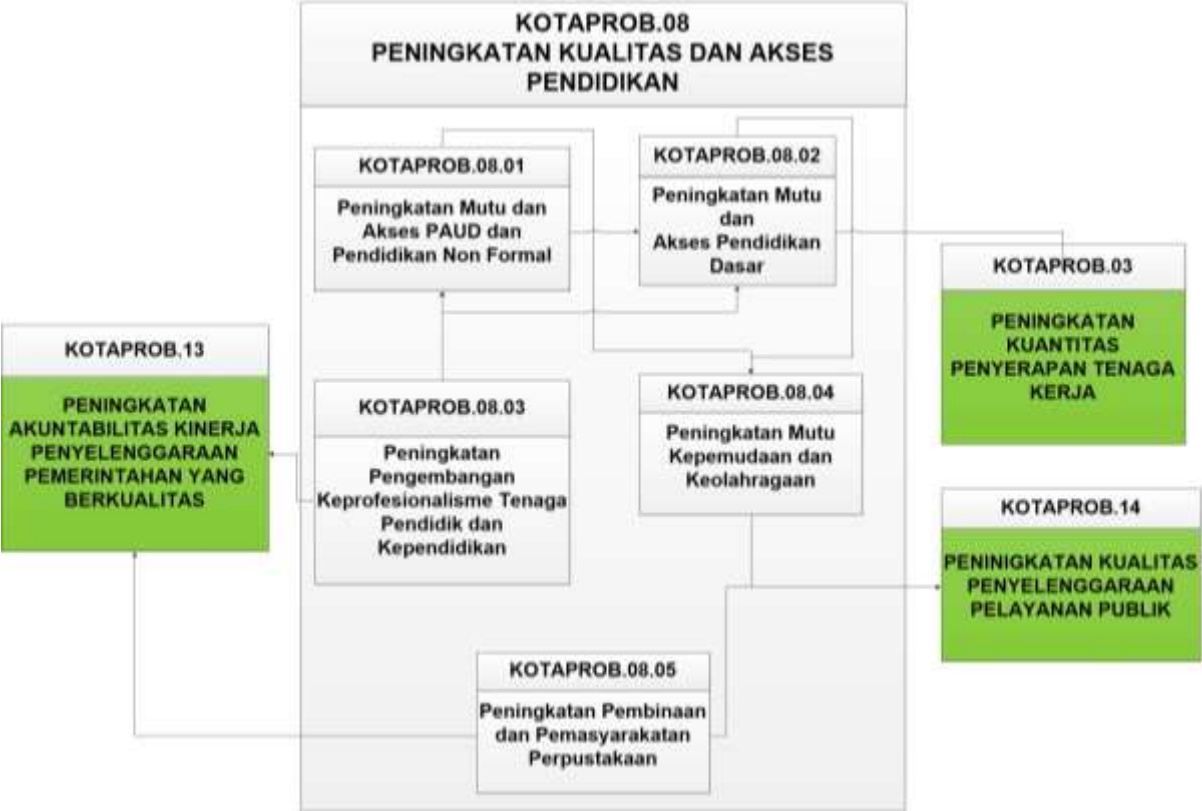 KOTAPROB.08
PENINGKATAN KUALITAS DAN AKSES
PENDIDIKAN
KOTAPROB.08.01
Peningkatan Mutu dan
Akses PAUD dan
Pendidikan Non Formal
KOTAPROB.08.02
Peningkatan Mutu
dan
Akses Pendidikan
Dasar
KOTAPROB.03
PENINGKATAN
KUANTITAS
PENYERAPAN TENAGA
KERJA
KOTAPROB.13
PENINGKATAN
AKUNTABILITAS KINERJA
PENYELENGGARAAN
PEMERINTAHAN YANG
BERKUALITAS
KOTAPROB.08.03
Peningkatan
Pengembangan
Keprofesionalisme Tenaga
Pendidik dan
Kependidikan
KOTAPROB.08.04
Peningkatan Mutu
Kepemudaan dan
Keolahragaan
KOTAPROB.14
PENINIGKATAN KUALITAS
PENYELENGGARAAN
PELAYANAN PUBLIK
KOTAPROB.08.05
Peningkatan Pembinaan
dan Pemasyarakatan
Perpustakaan